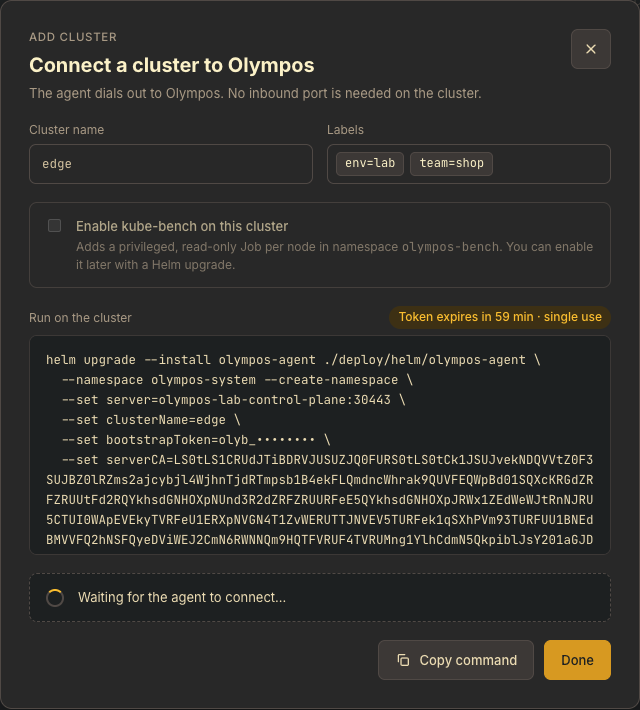 ADD CLUSTER
Connect a cluster to Olympos
The agent dials out to Olympos. No inbound port is needed on the cluster.
Cluster name
Labels
edge
env=lab
team=shop
Enable kube-bench on this cluster
Adds a privileged, read-only Job per node in namespace olympos-bench. You can enable
it later with a Helm upgrade.
Run on the cluster
Token expires in 59 min · single use
helm upgrade --install olympos-agent ./deploy/helm/olympos-agent \
--namespace olympos-system --create-namespace \
--set server=olympos-lab-control-plane:30443 \
--set clusterName=edge \
--set bootstrapToken=olyb_•••••••• \
--set serverCA=LS0tLS1CRUdJTiBDRVJUSUZJQ0FURS0tLS0tCk1JSUJvekNDQVVtZ0F3
SUJBZ0lRZms2ajcybjl4WjhnTjdRTmpsb1B4ekFLQmdncWhrak9QUVFEQWpBd01SQXcKRGdZR
FZRUUtFd2RQYkhsdGNHOXpNUnd3R2dZRFZRUURFeE5QYkhsdGNHOXpJRWx1ZEdWeWJtRnNJRU
5CTUI0WApEVEkyTVRFeU1ERXpNVGN4T1ZvWERUTTJNVEV5TURFek1qSXhPVm93TURFUU1BNEd
BMVVFQ2hNSFQyeDViWEJ2Y mN6RWNNQm9HQTFVRUF4TVRUMng1YlhCdmN5QkpiblJsY201aGJD
Waiting for the agent to connect...
Copy command
Done